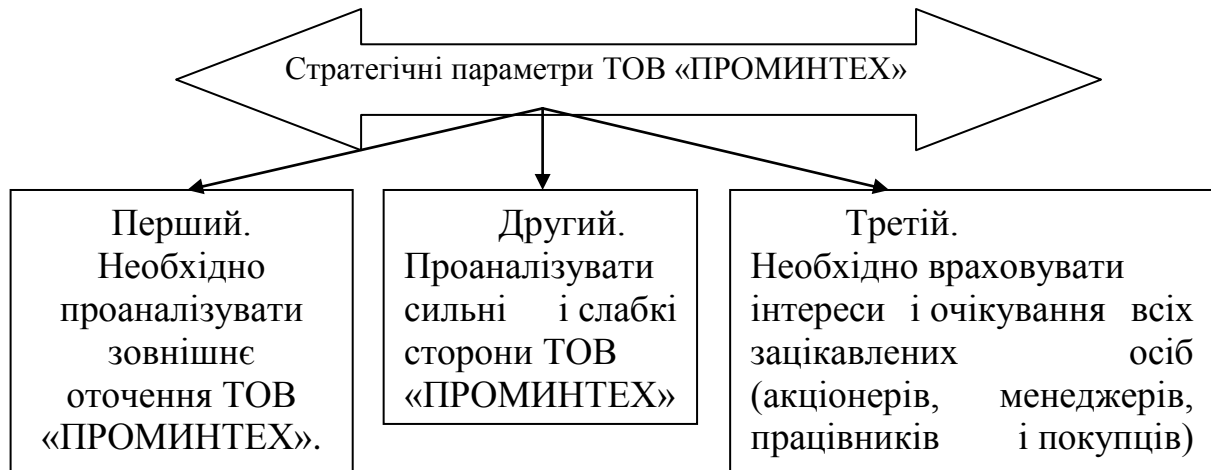 Стратегічні параметри ТОВ «ПРОМИНТЕХ»
Перший.
Необхідно
проаналізувати
зовнішнє
оточення ТОВ
«ПРОМИНТЕХ».
Другий.
Проаналізувати
сильні і слабкі
сторони ТОВ
«ПРОМИНТЕХ»
Третій.
Необхідно враховувати
інтереси і очікування всіх
зацікавлених осіб
(акціонерів, менеджерів,
працівників і покупців)